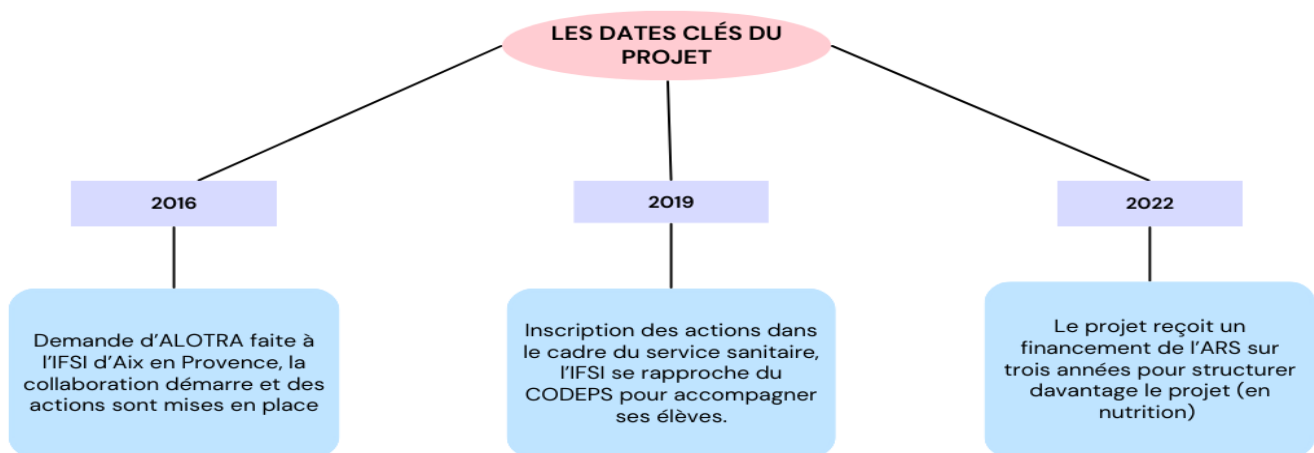 LES DATES CLÉS DU
PROJET
2016
2019
2022
Demande d'ALOTRA faite à
l'IFSI d'Aix en Provence, la
collaboration démarre et des
actions sont mises en place
Inscription des actions dans
le cadre du service sanitaire,
l'IFSI se rapproche du
CODEPS pour accompagner
ses élèves.
Le projet reçoit un
financement de l'ARS sur
trois années pour structurer
davantage le projet (en
nutrition)